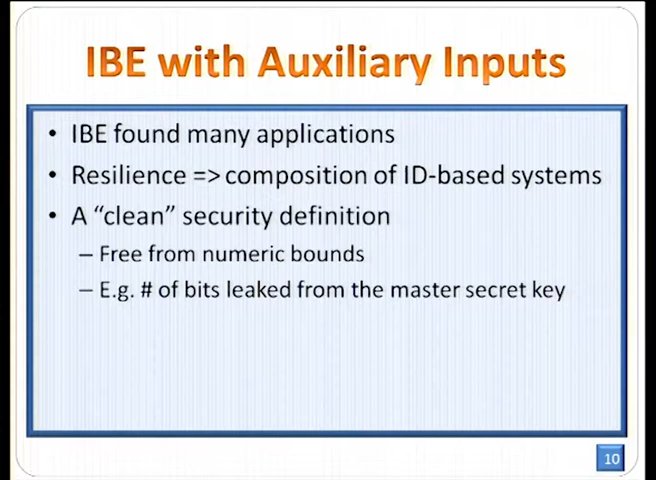 IBE with Auxiliary Inputs
• IBE found many applications
• Resilience => composition of ID-based systems
• A “clean” security definition
– Free from numeric bounds
– E.g. # of bits leaked from the master secret key
10